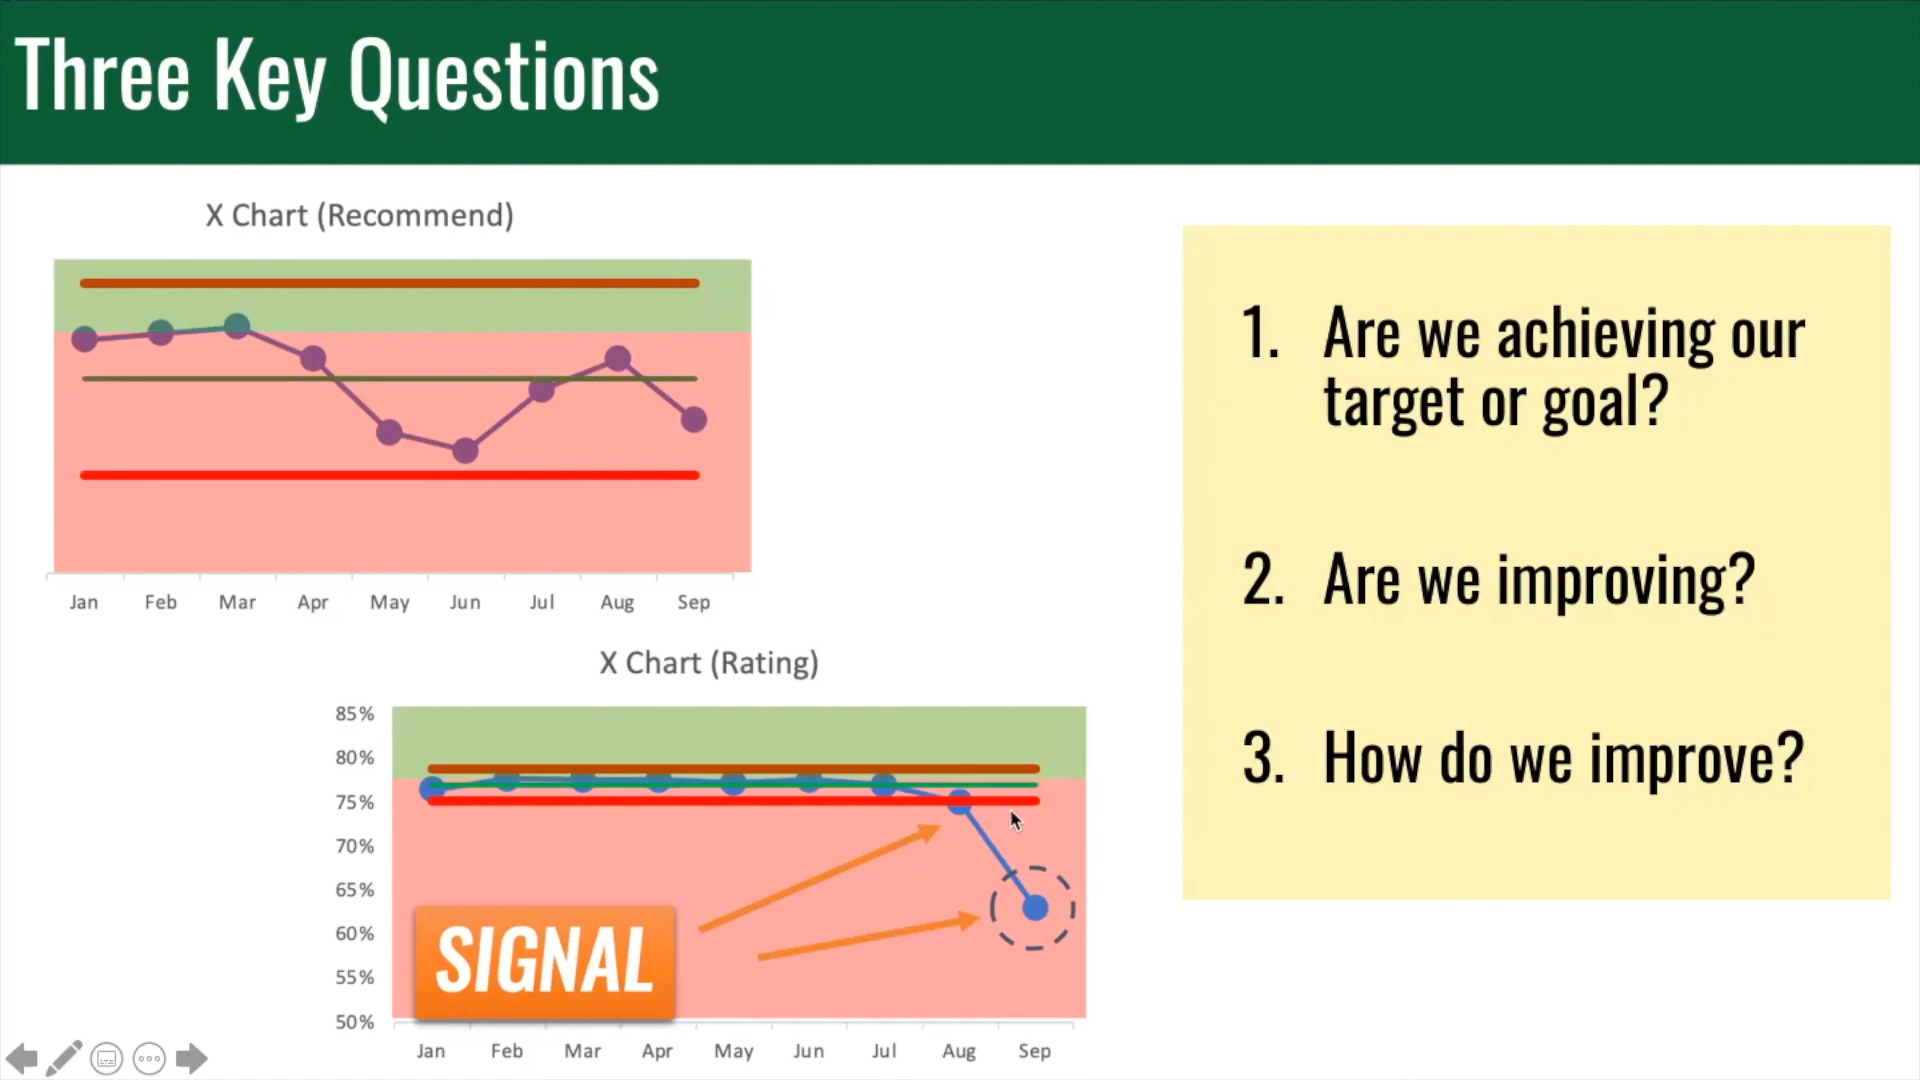 Three Key Questions
X Chart (Recommend)
Jan Feb Mar Apr May Jun Jul Aug Sep
X Chart (Rating)
85%
80%
75%
70%
65%
60%
55%
50%
SIGNAL
Jan Feb Mar Apr May Jun Jul Aug Sep
1. Are we achieving our
target or goal?
2. Are we improving?
3. How do we improve?